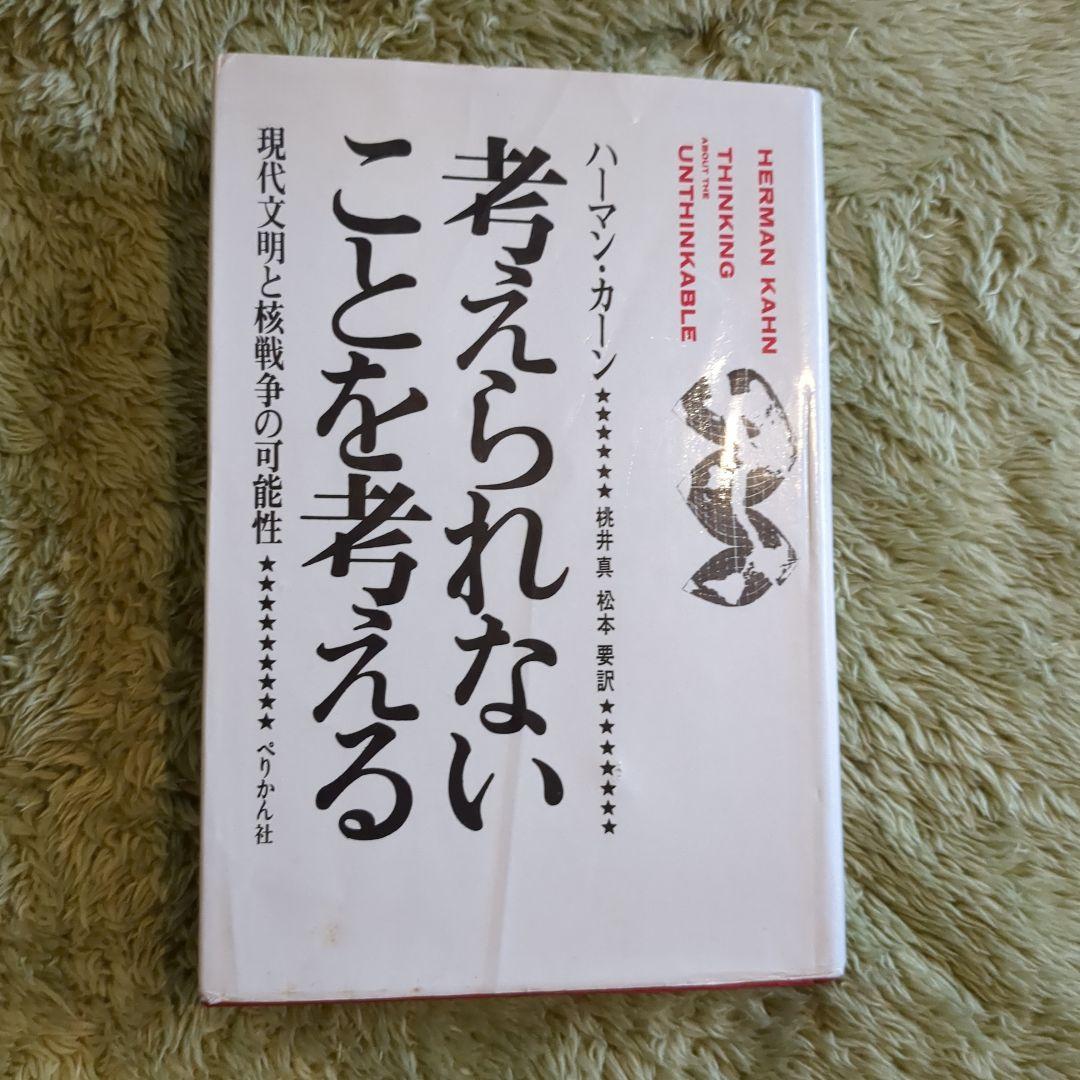 HERMAN KAHN
THINKING
ABOUT THE
UNTHINKABLE
ハーマン・カーン★★★★★桃井真 松本 要訳★★★★★★★
考えられない
ことを考える
現代文明と核戦争の可能性★★★★★★★ぺりかん社